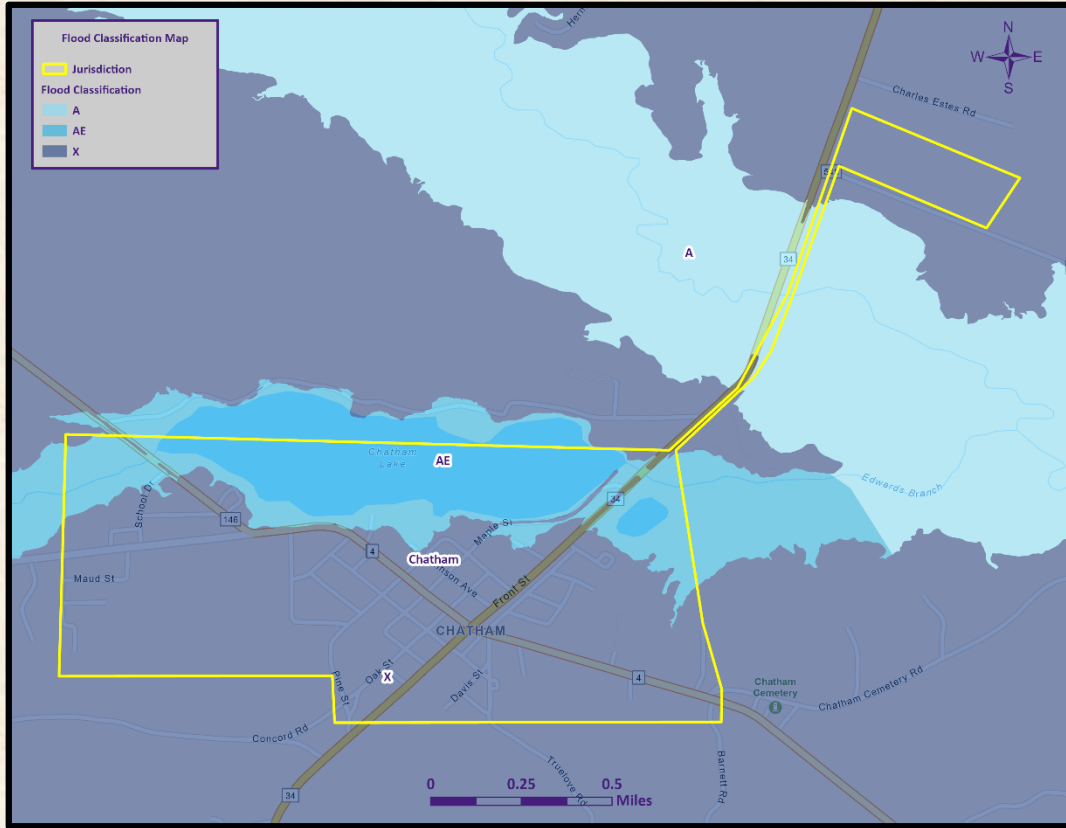 Flood Classification Map
Jurisdiction
Flood Classification
A
AE
X
N
W E
S
Charles Estes Rd
A
34
Chatham
Lake
AE
Edwards Branch
School Dr
146
34
Maple St
4
Chatham
Maud St
Front St
CHATHAM
Oak St
X
Davis St
Pine St
4
Chatham
Cemetery
Chatham Cemetery Rd
Concord Rd
Truelove Rd
Barnett Rd
34
0 0.25 0.5
Miles